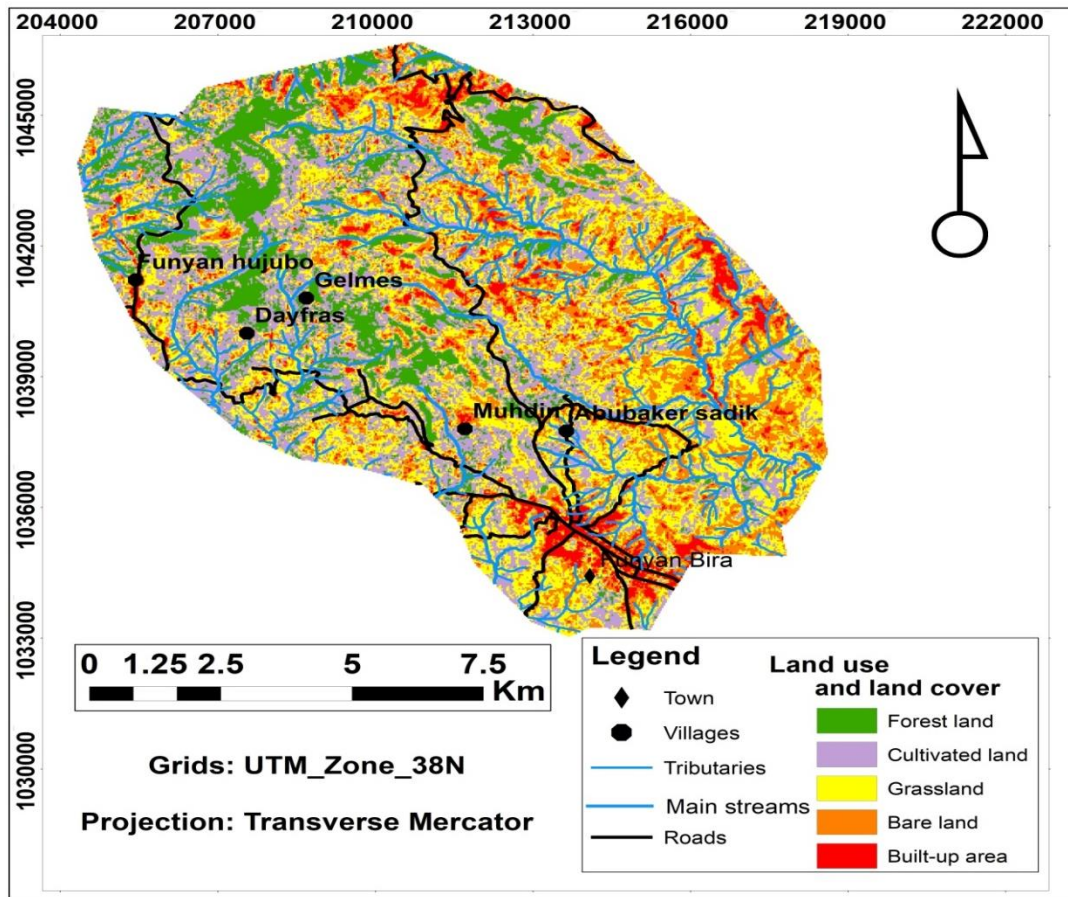 204000 207000 210000 213000 216000 219000 222000
1045000
1042000
1039000
1036000
1033000
1030000
Funyan hujubo
Gelmes
Dayfras
Muhdin
Abubaker sadik
Funyan Bira
0 1.25 2.5 5 7.5
Km
Grids: UTM_Zone_38N
Projection: Transverse Mercator
Legend
Town
Villages
Tributaries
Main streams
Roads
Land use
and land cover
Forest land
Cultivated land
Grassland
Bare land
Built-up area